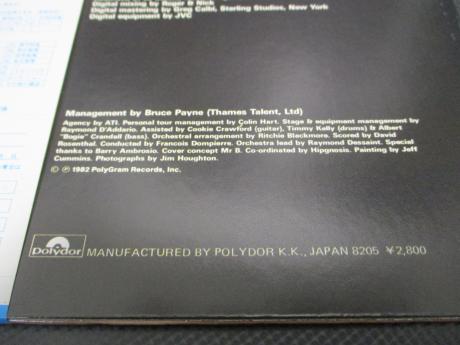 Digital mixing by Roger & Nick
Digital mastering by Greg Calbi, Sterling Studios, New York
Digital equipment by JVC
Management by Bruce Payne (Thames Talent, Ltd)
Agency by ATI. Personal tour management by Colin Hart. Stage & equipment management by
Raymond D'Addario. Assisted by Cookie Crawford (guitar), Timmy Kelly (drums) & Albert
"Bugie" Crandall (bass). Orchestral arrangement by Ritchie Blackmore. Scored by David
Rosenthal. Conducted by Francois Dompierre. Orchestra lead by Raymond Dessaint. Special
thanks to Barry Ambrosio. Cover concept Mr B. Co-ordinated by Hipgnosis. Painting by Jeff
Cummins. Photographs by Jim Houghton.
© ℗ 1982 PolyGram Records, Inc.
Polydor
MANUFACTURED BY POLYDOR K.K., JAPAN 8205 ¥2,800